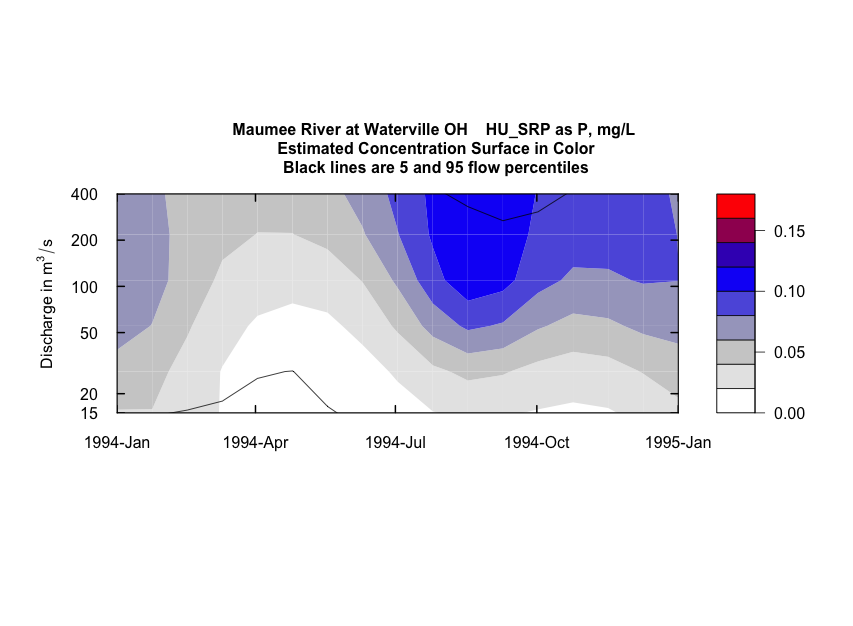 Maumee River at Waterville OH    HU_SRP as P, mg/L
Estimated Concentration Surface in Color
Black lines are 5 and 95 flow percentiles
Discharge in m³/s
400
200
100
50
20
15
1994-Jan 1994-Apr 1994-Jul 1994-Oct 1995-Jan
0.15
0.10
0.05
0.00